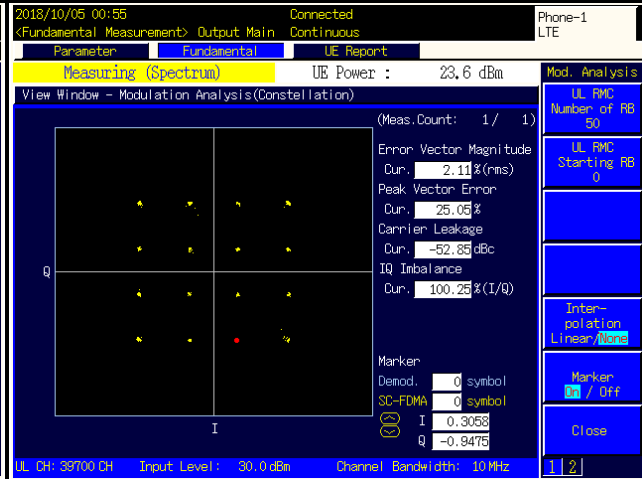 2018/10/05 00:55 Connected Phone-1
<Fundamental Measurement> Output Main Continuous LTE
Parameter Fundamental UE Report
Measuring (Spectrum) UE Power : 23.6 dBm Mod. Analysis
View Window - Modulation Analysis(Constellation)
UL RMC
Number of RB
50
(Meas.Count: 1/ 1)
Error Vector Magnitude
Cur. 2.11 %(rms)
Peak Vector Error
Cur. 25.05 %
Carrier Leakage
Cur. -52.85 dBc
IQ Imbalance
Cur. 100.25 %(I/Q)
UL RMC
Starting RB
0
Q
I
Inter-
polation
Linear/None
Marker
Demod. 0 symbol
SC-FDMA 0 symbol
I 0.3058
Q -0.9475
Marker
On / Off
Close
UL CH: 39700 CH Input Level: 30.0 dBm Channel Bandwidth: 10 MHz 1 2